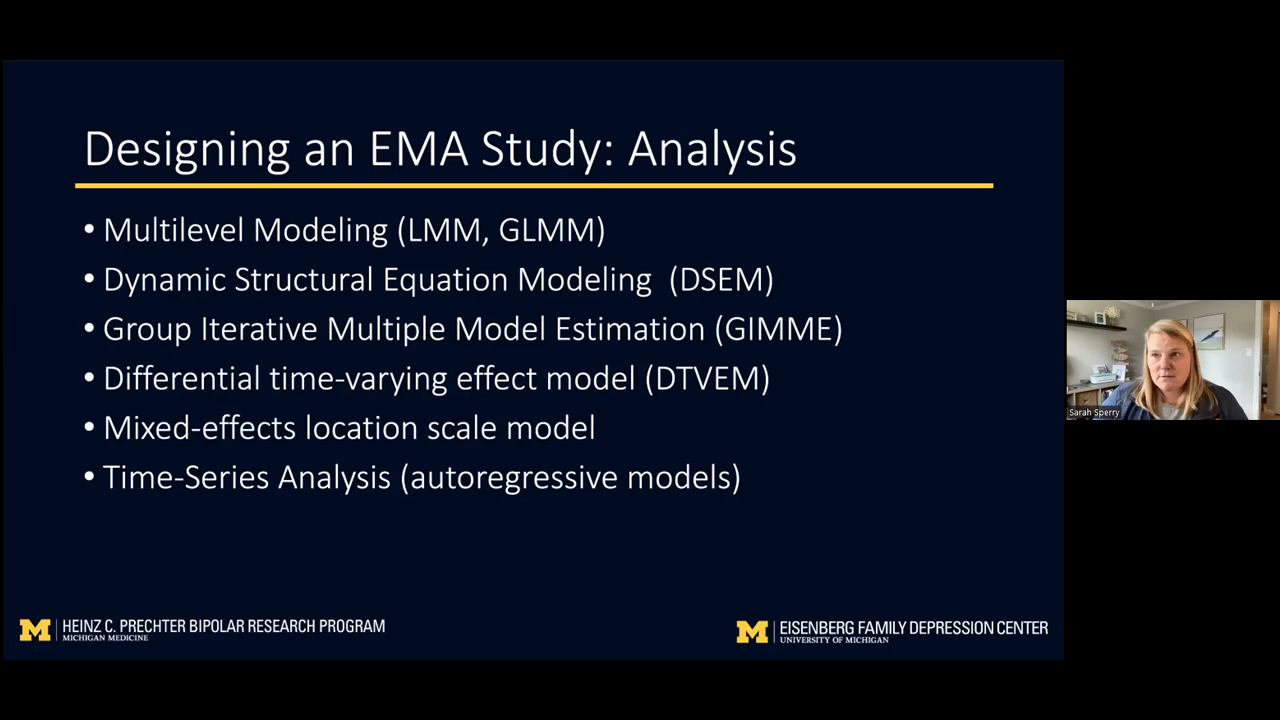 Designing an EMA Study: Analysis
• Multilevel Modeling (LMM, GLMM)
• Dynamic Structural Equation Modeling (DSEM)
• Group Iterative Multiple Model Estimation (GIMME)
• Differential time-varying effect model (DTVEM)
• Mixed-effects location scale model
• Time-Series Analysis (autoregressive models)
Sarah Sperry
M HEINZ C. PRECHTER BIPOLAR RESEARCH PROGRAM
MICHIGAN MEDICINE
M EISENBERG FAMILY DEPRESSION CENTER
UNIVERSITY OF MICHIGAN